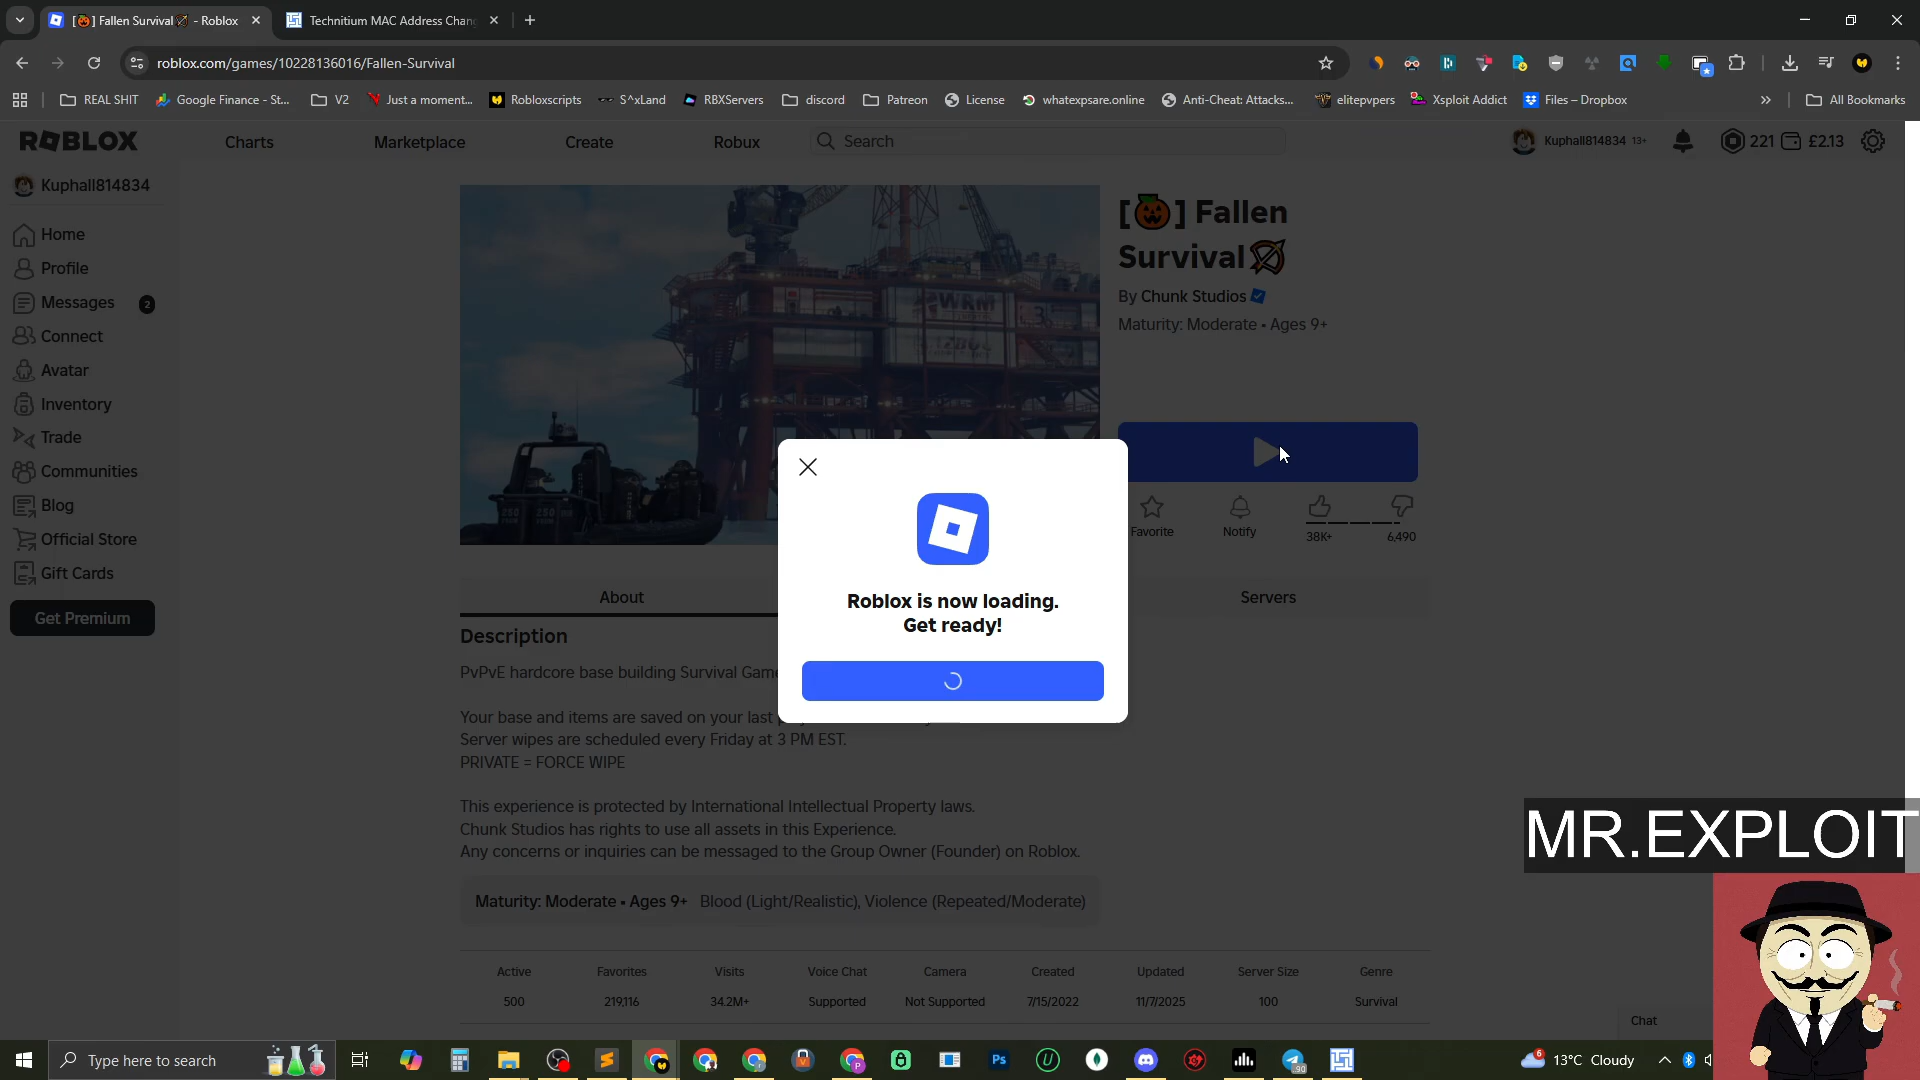 [🎃] Fallen Survival🏹 - Roblox
Technitium MAC Address Chan
roblox.com/games/10228136016/Fallen-Survival
REAL SHIT
Google Finance - St...
V2
Just a moment...
Robloxscripts
S^xLand
RBXServers
discord
Patreon
License
whatexpsare.online
Anti-Cheat: Attacks...
elitepvpers
Xsploit Addict
Files – Dropbox
»
All Bookmarks
ROBLOX
Charts
Marketplace
Create
Robux
Search
Kuphall814834 13+
221
£2.13
Kuphall814834
Home
Profile
Messages 2
Connect
Avatar
Inventory
Trade
Communities
Blog
Official Store
Gift Cards
Get Premium
[🎃] Fallen
Survival🏹
By Chunk Studios
Maturity: Moderate • Ages 9+
Favorite
Notify
38K+
6,490
Roblox is now loading.
Get ready!
About
Servers
Description
PvPvE hardcore base building Survival Game
Your base and items are saved on your last
Server wipes are scheduled every Friday at 3 PM EST.
PRIVATE = FORCE WIPE
This experience is protected by International Intellectual Property laws.
Chunk Studios has rights to use all assets in this Experience.
Any concerns or inquiries can be messaged to the Group Owner (Founder) on Roblox.
Maturity: Moderate • Ages 9+ Blood (Light/Realistic), Violence (Repeated/Moderate)
Active Favorites Visits Voice Chat Camera Created Updated Server Size Genre
500 219,116 34.2M+ Supported Not Supported 7/15/2022 11/7/2025 100 Survival
Chat
MR.EXPLOIT
Type here to search
Ps
90
6
13°C Cloudy